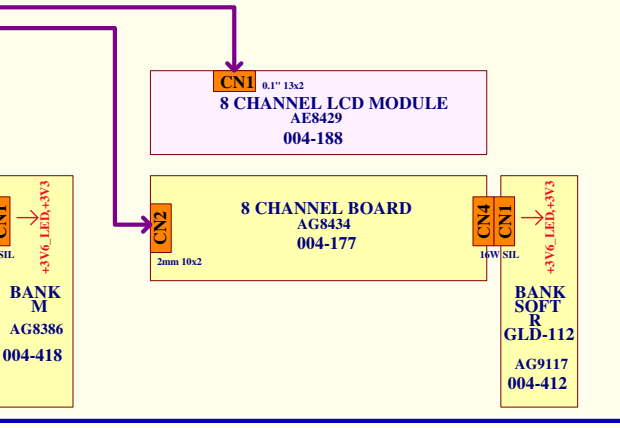 CN1 0.1" 13x2
8 CHANNEL LCD MODULE
AE8429
004-188
CN1
SIL
+3V6_LED,+3V3
BANK
M
AG8386
004-418
CN2
2mm 10x2
8 CHANNEL BOARD
AG8434
004-177
CN4
CN1
16W SIL
+3V6_LED,+3V3
BANK
SOFT
R
GLD-112
AG9117
004-412